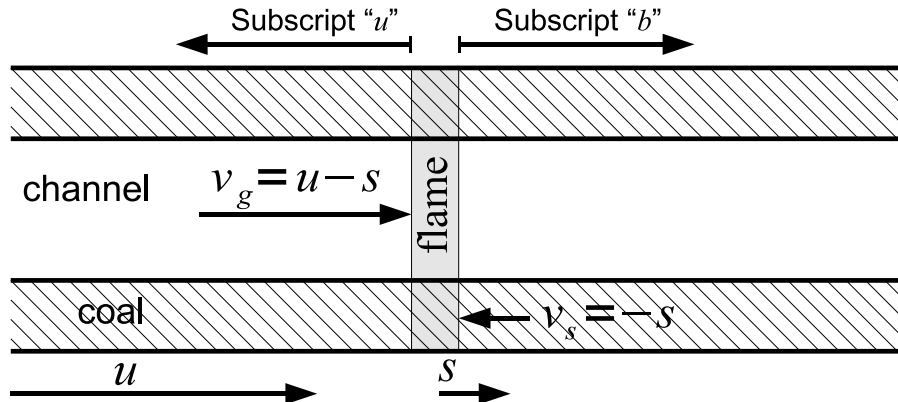 Subscript “u”
Subscript “b”
channel
v_g = u − s
flame
coal
v_s = −s
u
s